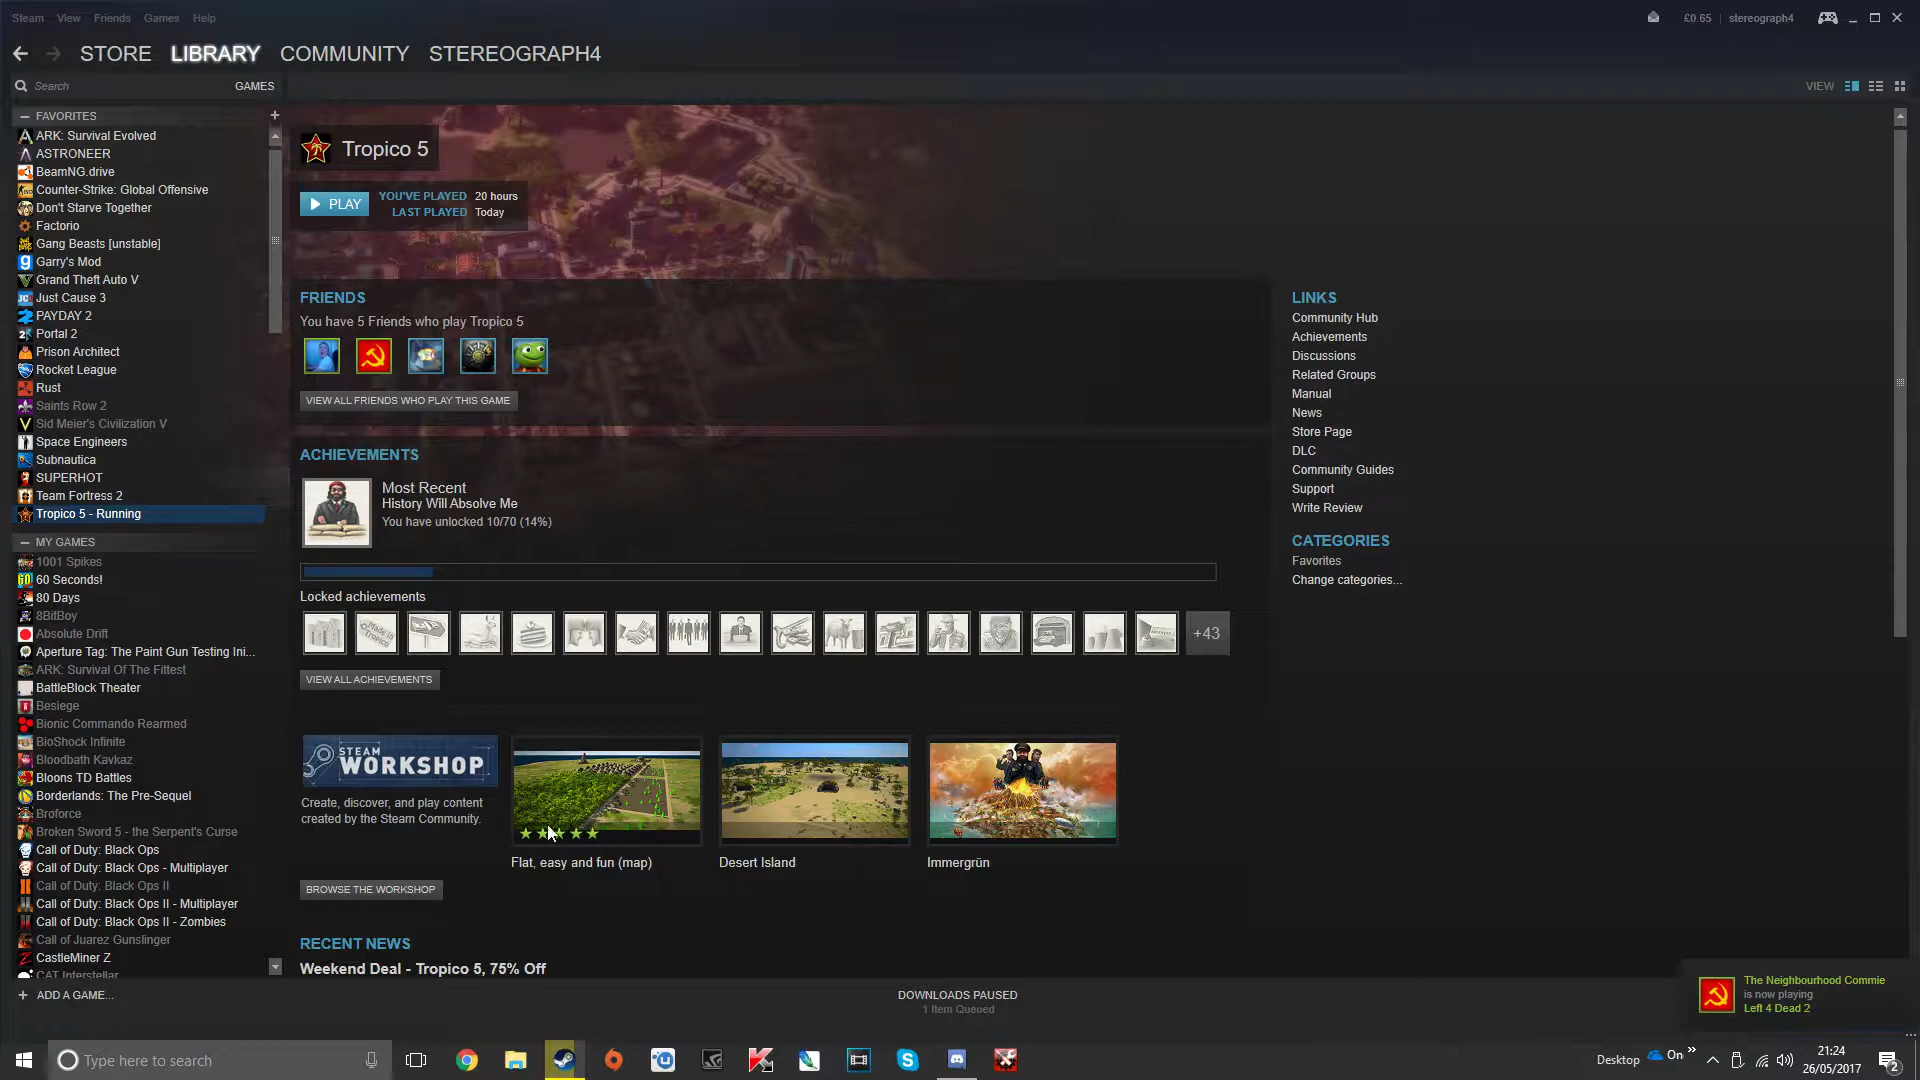 Steam View Friends Games Help
£0.65 | stereograph4
STORE LIBRARY COMMUNITY STEREOGRAPH4
Search GAMES
VIEW
FAVORITES
ARK: Survival Evolved
ASTRONEER
BeamNG.drive
Counter-Strike: Global Offensive
Don't Starve Together
Factorio
Gang Beasts [unstable]
Garry's Mod
Grand Theft Auto V
Just Cause 3
PAYDAY 2
Portal 2
Prison Architect
Rocket League
Rust
Saints Row 2
Sid Meier's Civilization V
Space Engineers
Subnautica
SUPERHOT
Team Fortress 2
Tropico 5 - Running
MY GAMES
1001 Spikes
60 Seconds!
80 Days
8BitBoy
Absolute Drift
Aperture Tag: The Paint Gun Testing Ini...
ARK: Survival Of The Fittest
BattleBlock Theater
Besiege
Bionic Commando Rearmed
BioShock Infinite
Bloodbath Kavkaz
Bloons TD Battles
Borderlands: The Pre-Sequel
Broforce
Broken Sword 5 - the Serpent's Curse
Call of Duty: Black Ops
Call of Duty: Black Ops - Multiplayer
Call of Duty: Black Ops II
Call of Duty: Black Ops II - Multiplayer
Call of Duty: Black Ops II - Zombies
Call of Juarez Gunslinger
CastleMiner Z
CAT Interstellar
ADD A GAME...
Tropico 5
PLAY
YOU'VE PLAYED 20 hours
LAST PLAYED Today
FRIENDS
You have 5 Friends who play Tropico 5
VIEW ALL FRIENDS WHO PLAY THIS GAME
ACHIEVEMENTS
Most Recent
History Will Absolve Me
You have unlocked 10/70 (14%)
Locked achievements
Made in Tropico
+43
VIEW ALL ACHIEVEMENTS
STEAM
WORKSHOP
Create, discover, and play content
created by the Steam Community.
Flat, easy and fun (map)
Desert Island
Immergrün
BROWSE THE WORKSHOP
RECENT NEWS
Weekend Deal - Tropico 5, 75% Off
LINKS
Community Hub
Achievements
Discussions
Related Groups
Manual
News
Store Page
DLC
Community Guides
Support
Write Review
CATEGORIES
Favorites
Change categories...
DOWNLOADS PAUSED
1 Item Queued
The Neighbourhood Commie
is now playing
Left 4 Dead 2
Type here to search
Desktop
On
21:24
26/05/2017
2